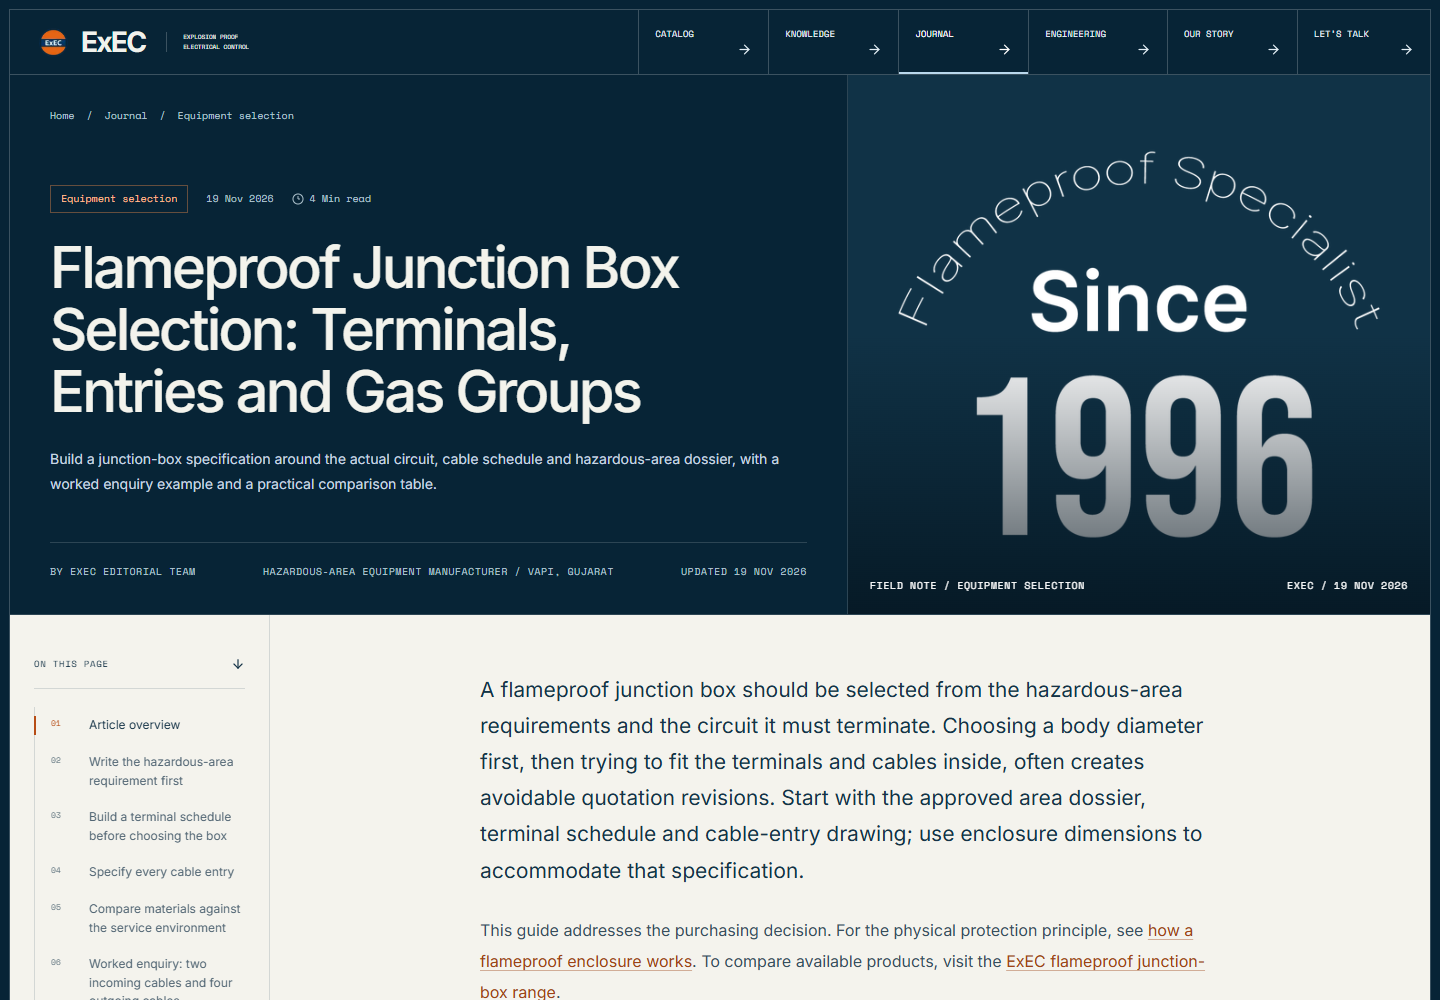 ExEC
ExEC
EXPLOSION PROOF
ELECTRICAL CONTROL
CATALOG
KNOWLEDGE
JOURNAL
ENGINEERING
OUR STORY
LET'S TALK
Home / Journal / Equipment selection
Equipment selection
19 Nov 2026
4 Min read
Flameproof Junction Box
Selection: Terminals,
Entries and Gas Groups
Build a junction-box specification around the actual circuit, cable schedule and hazardous-area dossier, with a
worked enquiry example and a practical comparison table.
BY EXEC EDITORIAL TEAM
HAZARDOUS-AREA EQUIPMENT MANUFACTURER / VAPI, GUJARAT
UPDATED 19 NOV 2026
Flameproof Specialist
Since
1996
FIELD NOTE / EQUIPMENT SELECTION
EXEC / 19 NOV 2026
ON THIS PAGE
01 Article overview
02 Write the hazardous-area
requirement first
03 Build a terminal schedule
before choosing the box
04 Specify every cable entry
05 Compare materials against
the service environment
06 Worked enquiry: two
incoming cables and four
outgoing cables
A flameproof junction box should be selected from the hazardous-area
requirements and the circuit it must terminate. Choosing a body diameter
first, then trying to fit the terminals and cables inside, often creates
avoidable quotation revisions. Start with the approved area dossier,
terminal schedule and cable-entry drawing; use enclosure dimensions to
accommodate that specification.
This guide addresses the purchasing decision. For the physical protection principle, see how a
flameproof enclosure works. To compare available products, visit the ExEC flameproof junction-
box range.